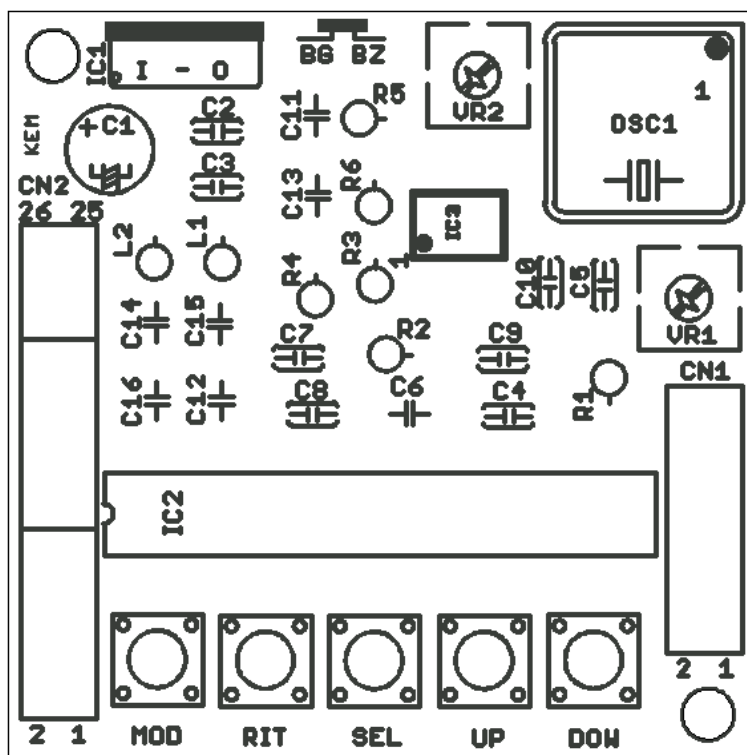 IC1
I - O
BG BZ
VR2
1
OSC1
KEM
+C1
C2
C3
C11
C13
R5
R6
IC3
1
CN2
26 25
L2
L1
R4
R3
C10
C5
VR1
C14
C15
C7
R2
C9
CN1
C16
C12
C8
C6
C4
R1
IC2
2 1
2 1
MOD RIT SEL UP DOW